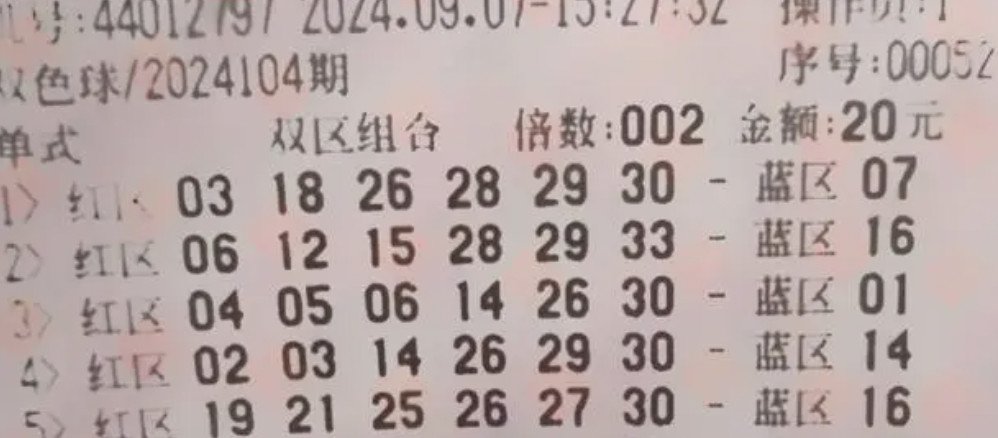 号:44012797 2024.09.07-15:27:32 操作员:1
双色球/2024104期 序号:00052
单式 双区组合 倍数:002 金额:20元
1> 红区 03 18 26 28 29 30 - 蓝区 07
2> 红区 06 12 15 28 29 33 - 蓝区 16
3> 红区 04 05 06 14 26 30 - 蓝区 01
4> 红区 02 03 14 26 29 30 - 蓝区 14
5> 红区 19 21 25 26 27 30 - 蓝区 16